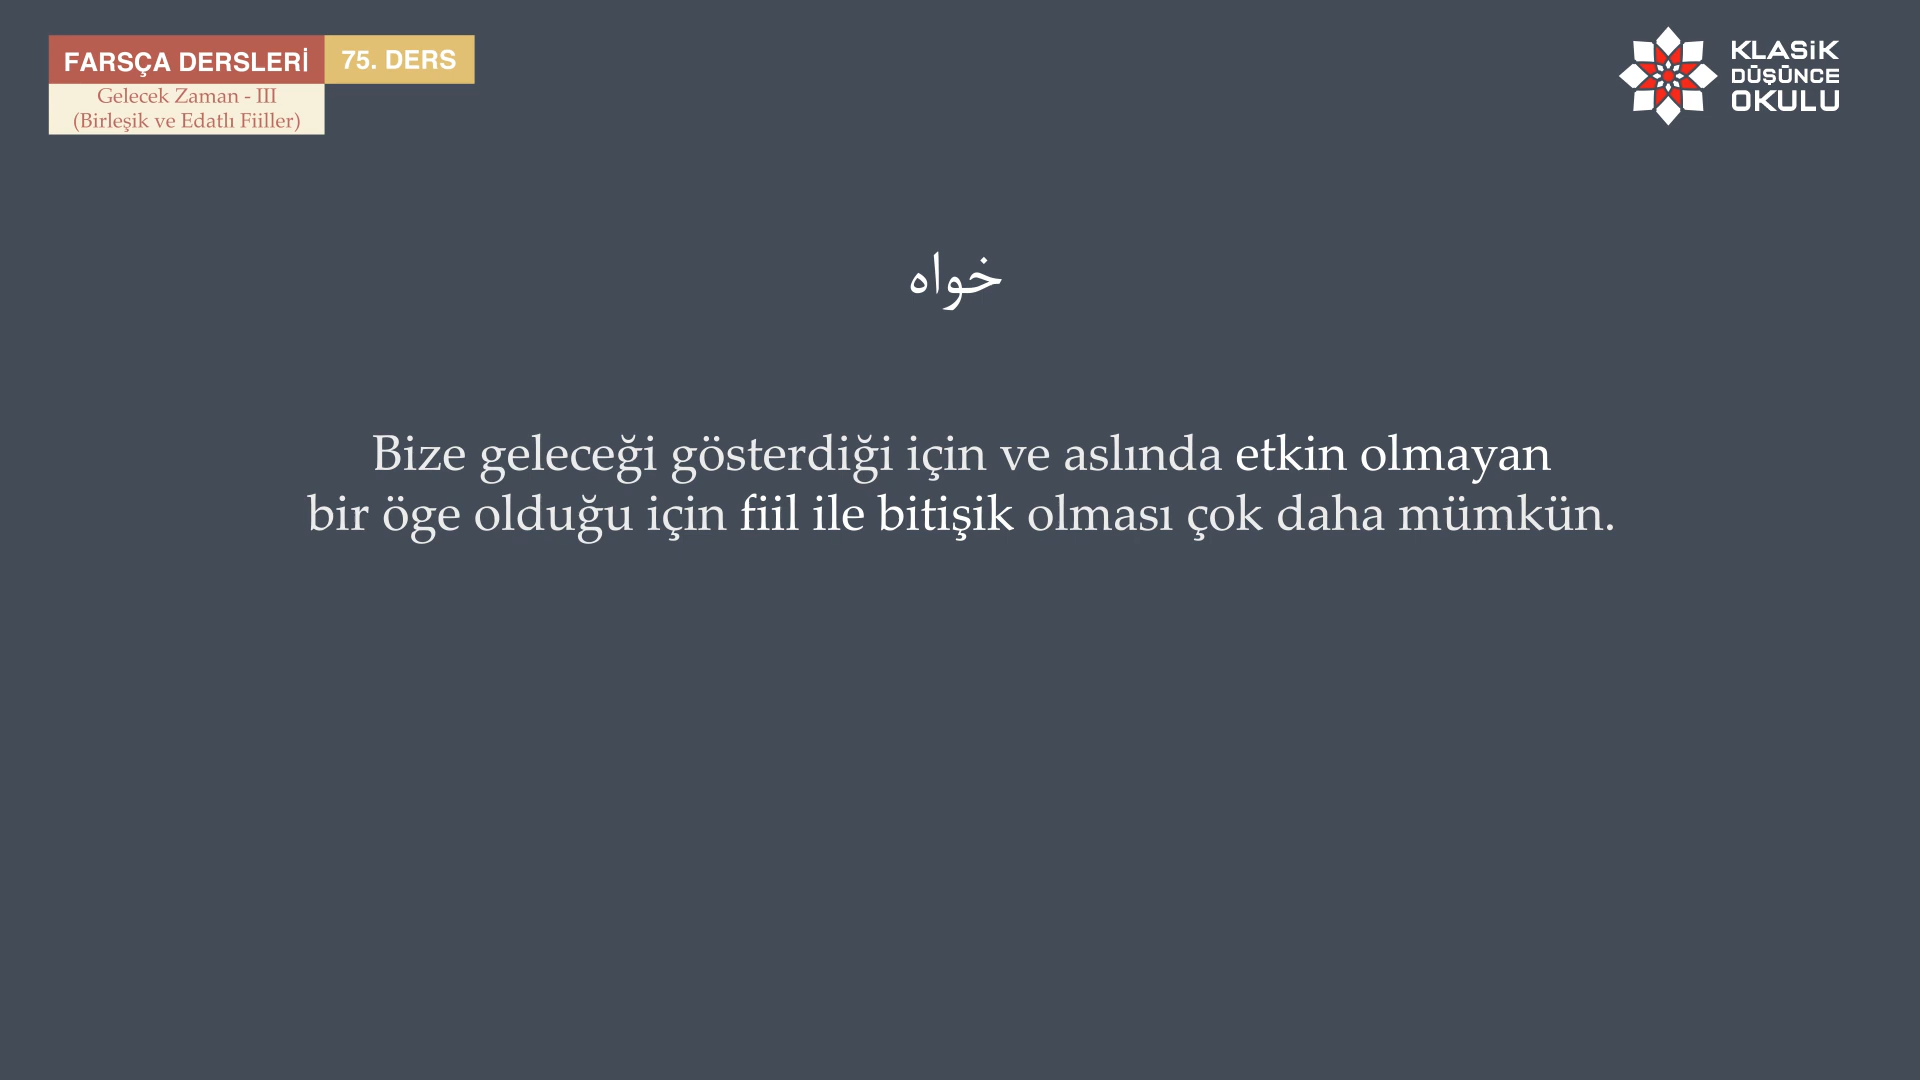 FARSÇA DERSLERİ
75. DERS
Gelecek Zaman - III
(Birleşik ve Edatlı Fiiller)
KLASiK
DÜŞÜNCE
OKULU
خواه
Bize geleceği gösterdiği için ve aslında etkin olmayan
bir öge olduğu için fiil ile bitişik olması çok daha mümkün.